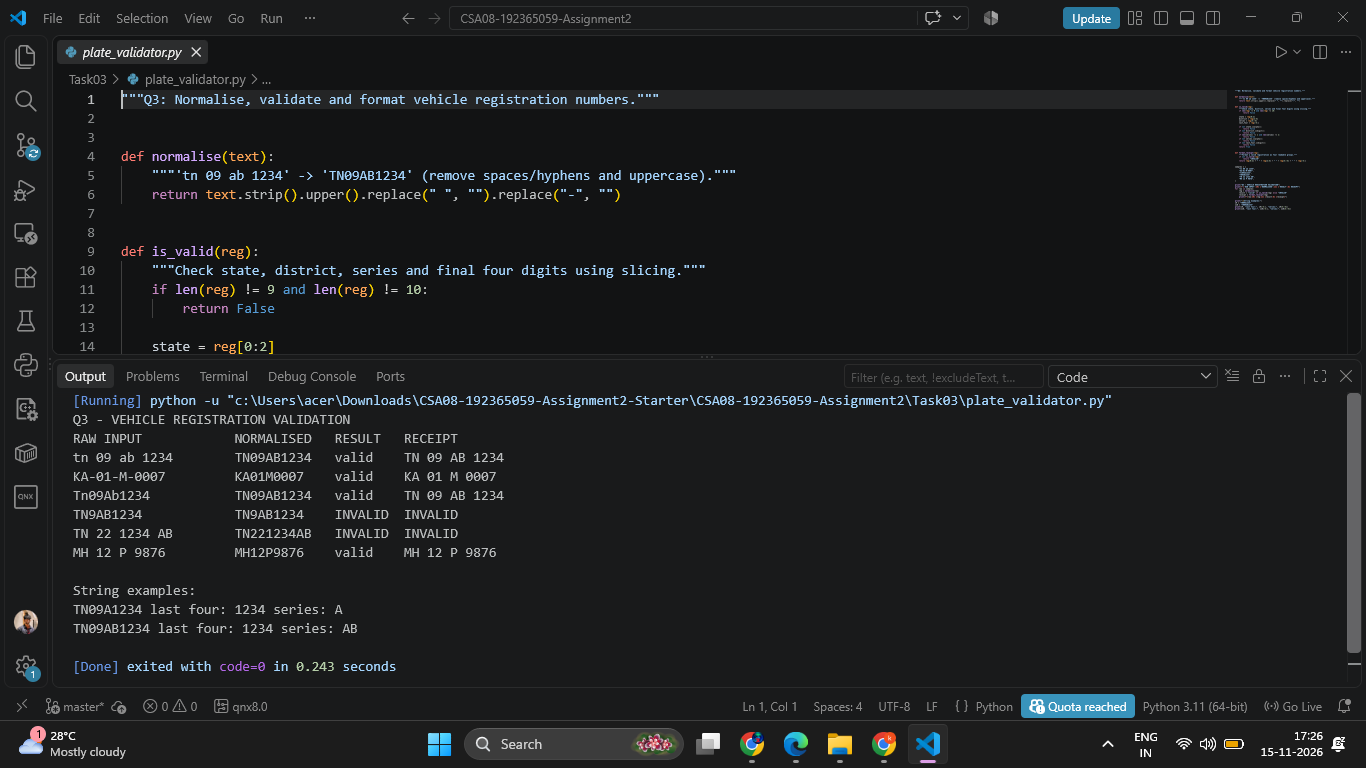 File Edit Selection View Go Run ··· CSA08-192365059-Assignment2 Update
plate_validator.py
Task03 > plate_validator.py > ...
1 """Q3: Normalise, validate and format vehicle registration numbers."""
2
3
4 def normalise(text):
5 """'tn 09 ab 1234' -> 'TN09AB1234' (remove spaces/hyphens and uppercase)."""
6 return text.strip().upper().replace(" ", "").replace("-", "")
7
8
9 def is_valid(reg):
10 """Check state, district, series and final four digits using slicing."""
11 if len(reg) != 9 and len(reg) != 10:
12 return False
13
14 state = reg[0:2]
Output Problems Terminal Debug Console Ports Filter (e.g. text, !excludeText, t... Code
[Running] python -u "c:\Users\acer\Downloads\CSA08-192365059-Assignment2-Starter\CSA08-192365059-Assignment2\Task03\plate_validator.py"
Q3 - VEHICLE REGISTRATION VALIDATION
RAW INPUT NORMALISED RESULT RECEIPT
tn 09 ab 1234 TN09AB1234 valid TN 09 AB 1234
KA-01-M-0007 KA01M0007 valid KA 01 M 0007
Tn09Ab1234 TN09AB1234 valid TN 09 AB 1234
TN9AB1234 TN9AB1234 INVALID INVALID
TN 22 1234 AB TN221234AB INVALID INVALID
MH 12 P 9876 MH12P9876 valid MH 12 P 9876
String examples:
TN09A1234 last four: 1234 series: A
TN09AB1234 last four: 1234 series: AB
[Done] exited with code=0 in 0.243 seconds
QNX
1
master* 0 0 qnx8.0 Ln 1, Col 1 Spaces: 4 UTF-8 LF { } Python Quota reached Python 3.11 (64-bit) Go Live
1 28°C
Mostly cloudy
Search
ENG
IN
17:26
15-11-2026